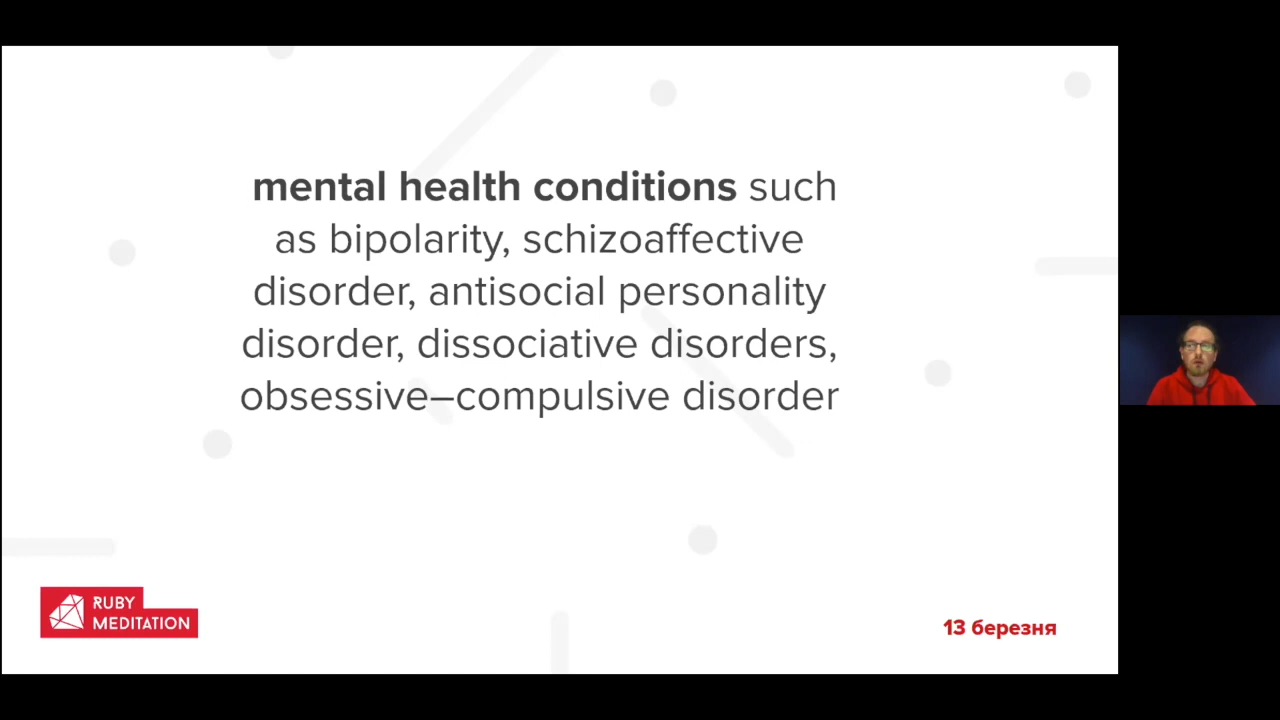 mental health conditions such
as bipolarity, schizoaffective
disorder, antisocial personality
disorder, dissociative disorders,
obsessive–compulsive disorder
RUBY
MEDITATION
13 березня